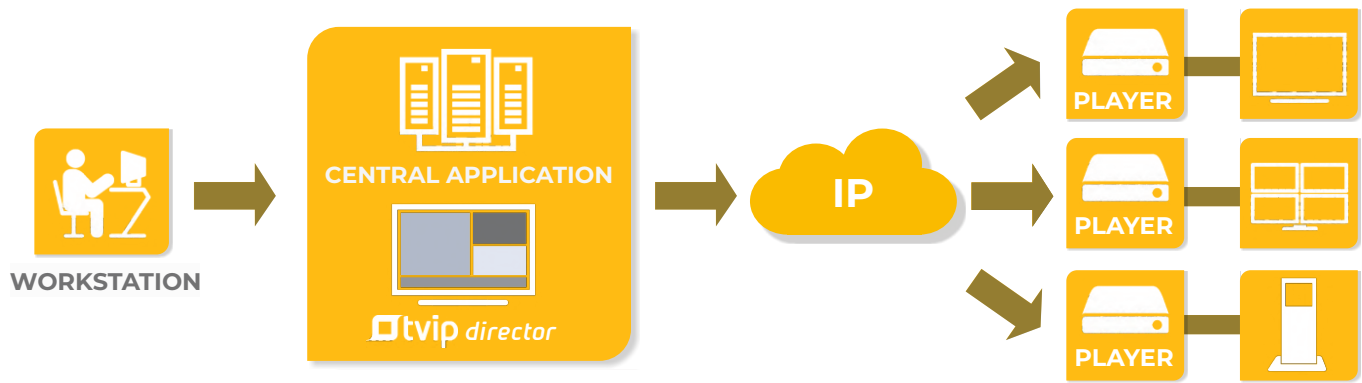 WORKSTATION
CENTRAL APPLICATION
tvip director
IP
PLAYER
PLAYER
PLAYER